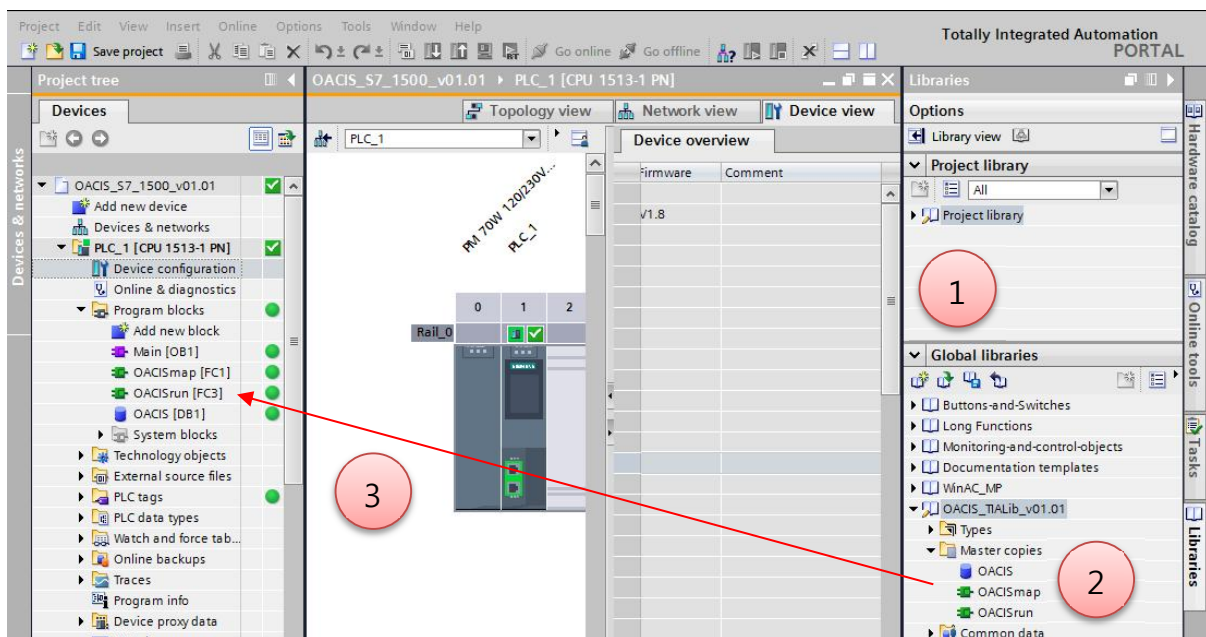 Project Edit View Insert Online Options Tools Window Help
Totally Integrated Automation
PORTAL
Save project
Go online
Go offline
Project tree
OACIS_S7_1500_v01.01 PLC_1 [CPU 1513-1 PN]
Libraries
Devices
Topology view
Network view
Device view
Options
PLC_1
Device overview
Library view
Devices & networks
OACIS_S7_1500_v01.01
Add new device
Devices & networks
PLC_1 [CPU 1513-1 PN]
Device configuration
Online & diagnostics
Program blocks
Add new block
Main [OB1]
OACISmap [FC1]
OACISrun [FC3]
OACIS [DB1]
System blocks
Technology objects
External source files
PLC tags
PLC data types
Watch and force tab...
Online backups
Traces
Program info
Device proxy data
PM 70W 120/230V...
PLC_1
0 1 2
Rail_0
SIEMENS
3
Firmware Comment
V1.8
Project library
All
Project library
1
Global libraries
Buttons-and-Switches
Long Functions
Monitoring-and-control-objects
Documentation templates
WinAC_MP
OACIS_TIALib_v01.01
Types
Master copies
OACIS
OACISmap
OACISrun
Common data
2
Hardware catalog
Online tools
Tasks
Libraries